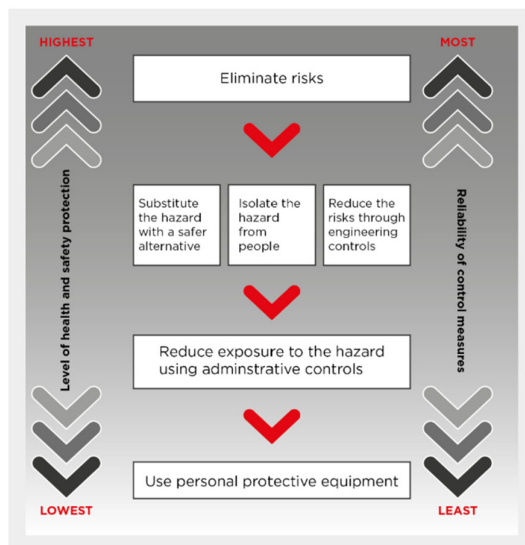 HIGHEST
MOST
Eliminate risks
Substitute
the hazard
with a safer
alternative
Isolate the
hazard
from
people
Reduce the
risks through
engineering
controls
Level of health and safety protection
Reliability of control measures
Reduce exposure to the hazard
using adminstrative controls
Use personal protective equipment
LOWEST
LEAST